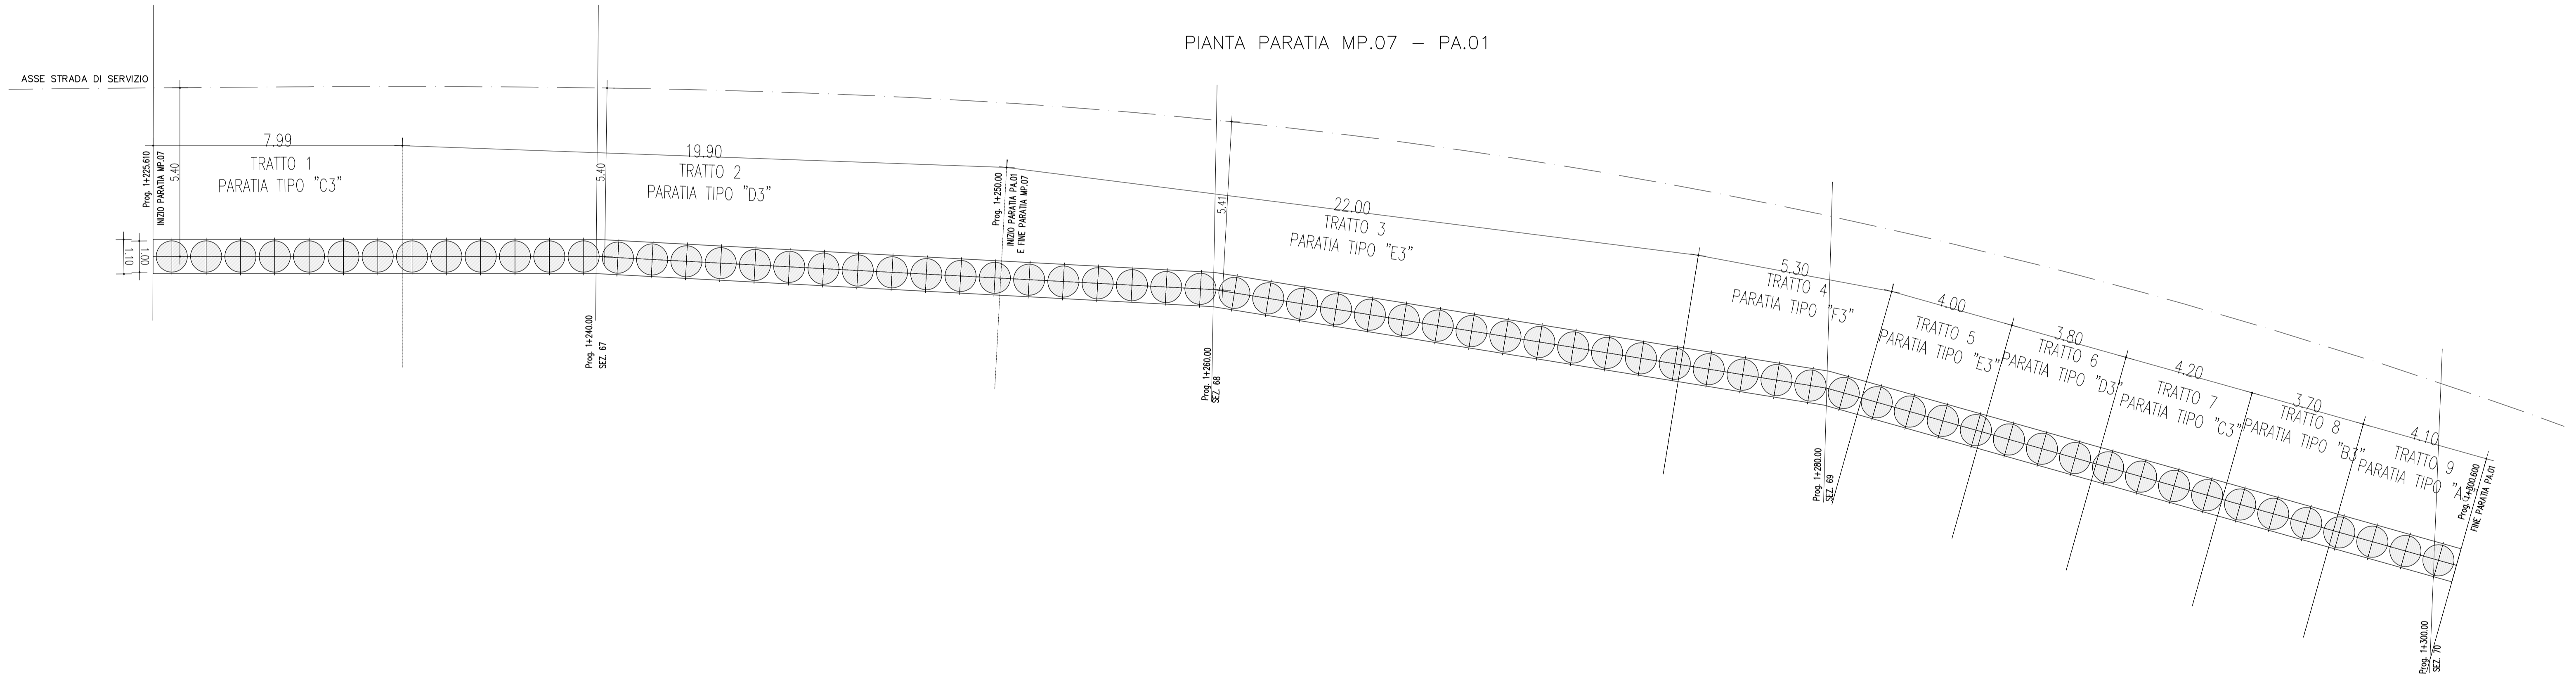 PIANTA PARATIA MP.07 - PA.01
ASSE STRADA DI SERVIZIO
Prog. 1+225.610
INIZIO PARATIA MP.07
5.40
7.99
TRATTO 1
PARATIA TIPO "C3"
1.10
1.00
5.40
Prog. 1+240.00
SEZ. 67
19.90
TRATTO 2
PARATIA TIPO "D3"
Prog. 1+250.00
INIZIO PARATIA PA.01
E FINE PARATIA MP.07
5.41
Prog. 1+260.00
SEZ. 68
22.00
TRATTO 3
PARATIA TIPO "E3"
5.30
TRATTO 4
PARATIA TIPO "F3"
Prog. 1+280.00
SEZ. 69
4.00
TRATTO 5
PARATIA TIPO "E3"
3.80
TRATTO 6
PARATIA TIPO "D3"
4.20
TRATTO 7
PARATIA TIPO "C3"
3.70
TRATTO 8
PARATIA TIPO "B3"
4.10
TRATTO 9
PARATIA TIPO "A3"
Prog. 1+300.600
FINE PARATIA PA.01
Prog. 1+300.00
SEZ. 70